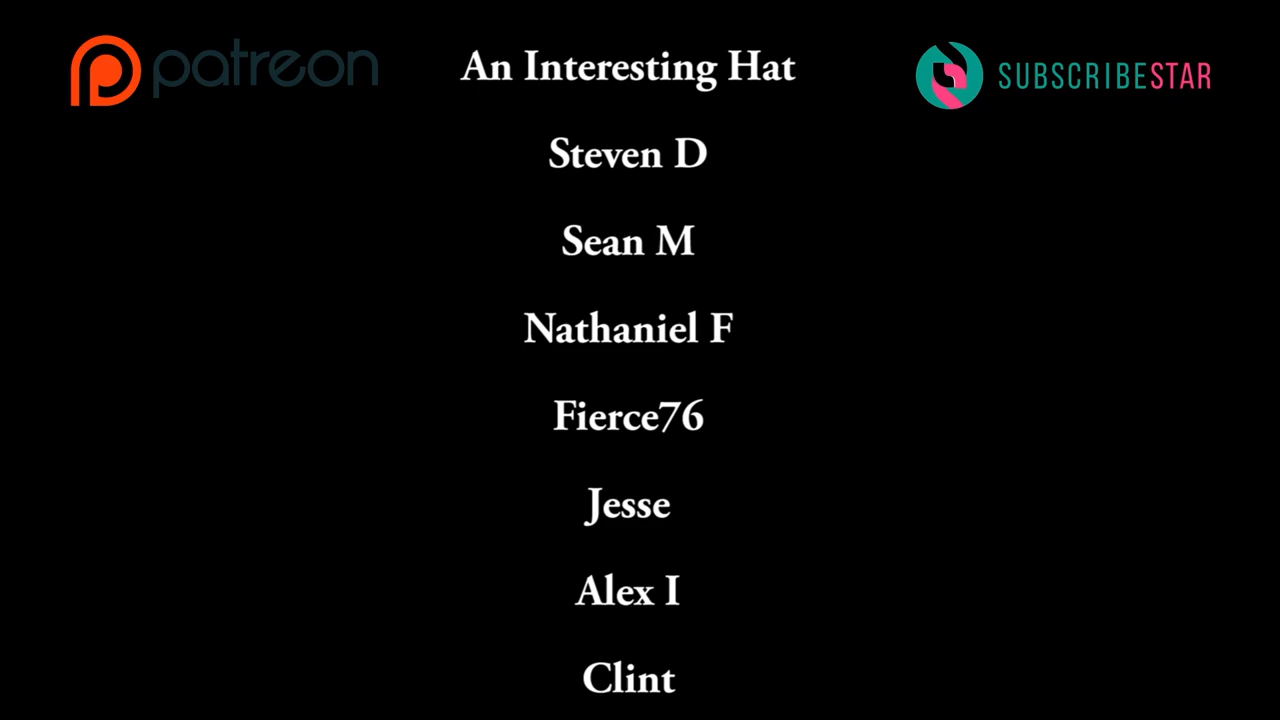 patreon
An Interesting Hat
SUBSCRIBESTAR
Steven D
Sean M
Nathaniel F
Fierce76
Jesse
Alex I
Clint